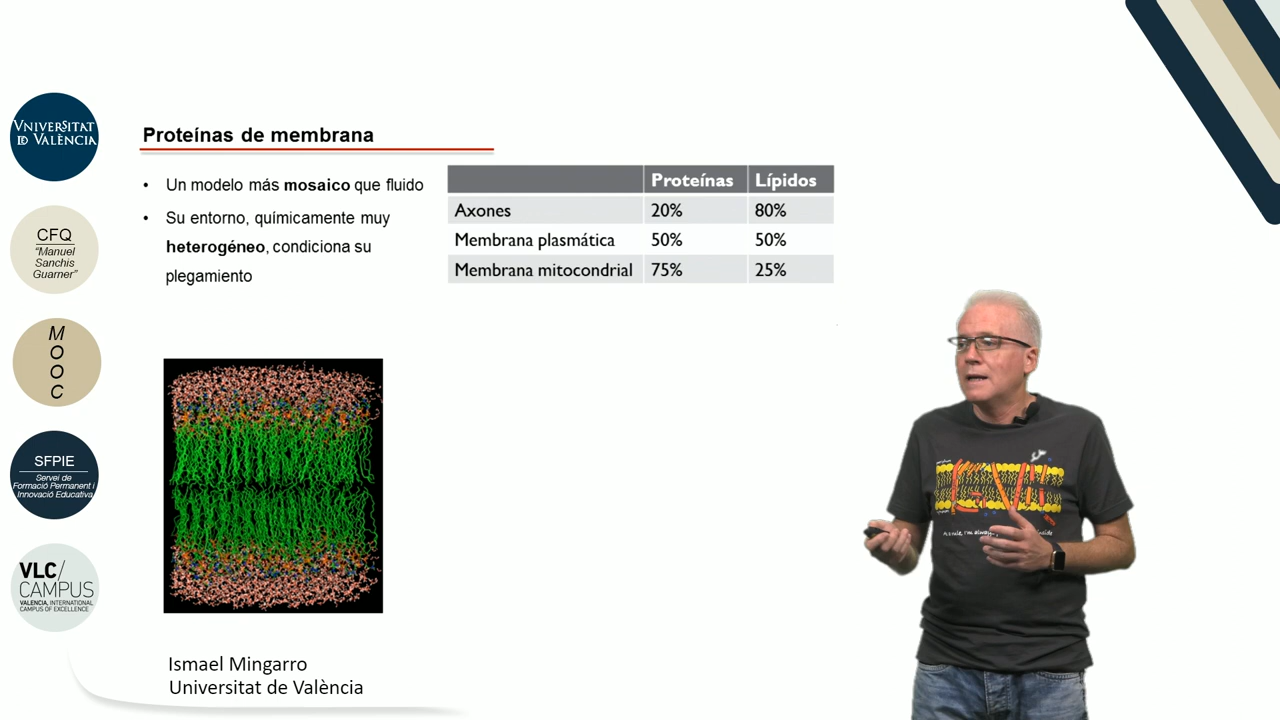 VNIVERSITAT
ID VALÈNCIA
CFQ
"Manuel
Sanchis
Guarner"
M
O
O
C
SFPIE
Servei de
Formació Permanent i
Innovació Educativa
VLC/
CAMPUS
VALENCIA, INTERNATIONAL
CAMPUS OF EXCELLENCE
Proteínas de membrana
• Un modelo más mosaico que fluido
• Su entorno, químicamente muy
heterogéneo, condiciona su
plegamiento
Proteínas Lípidos
Axones 20% 80%
Membrana plasmática 50% 50%
Membrana mitocondrial 75% 25%
Ismael Mingarro
Universitat de València